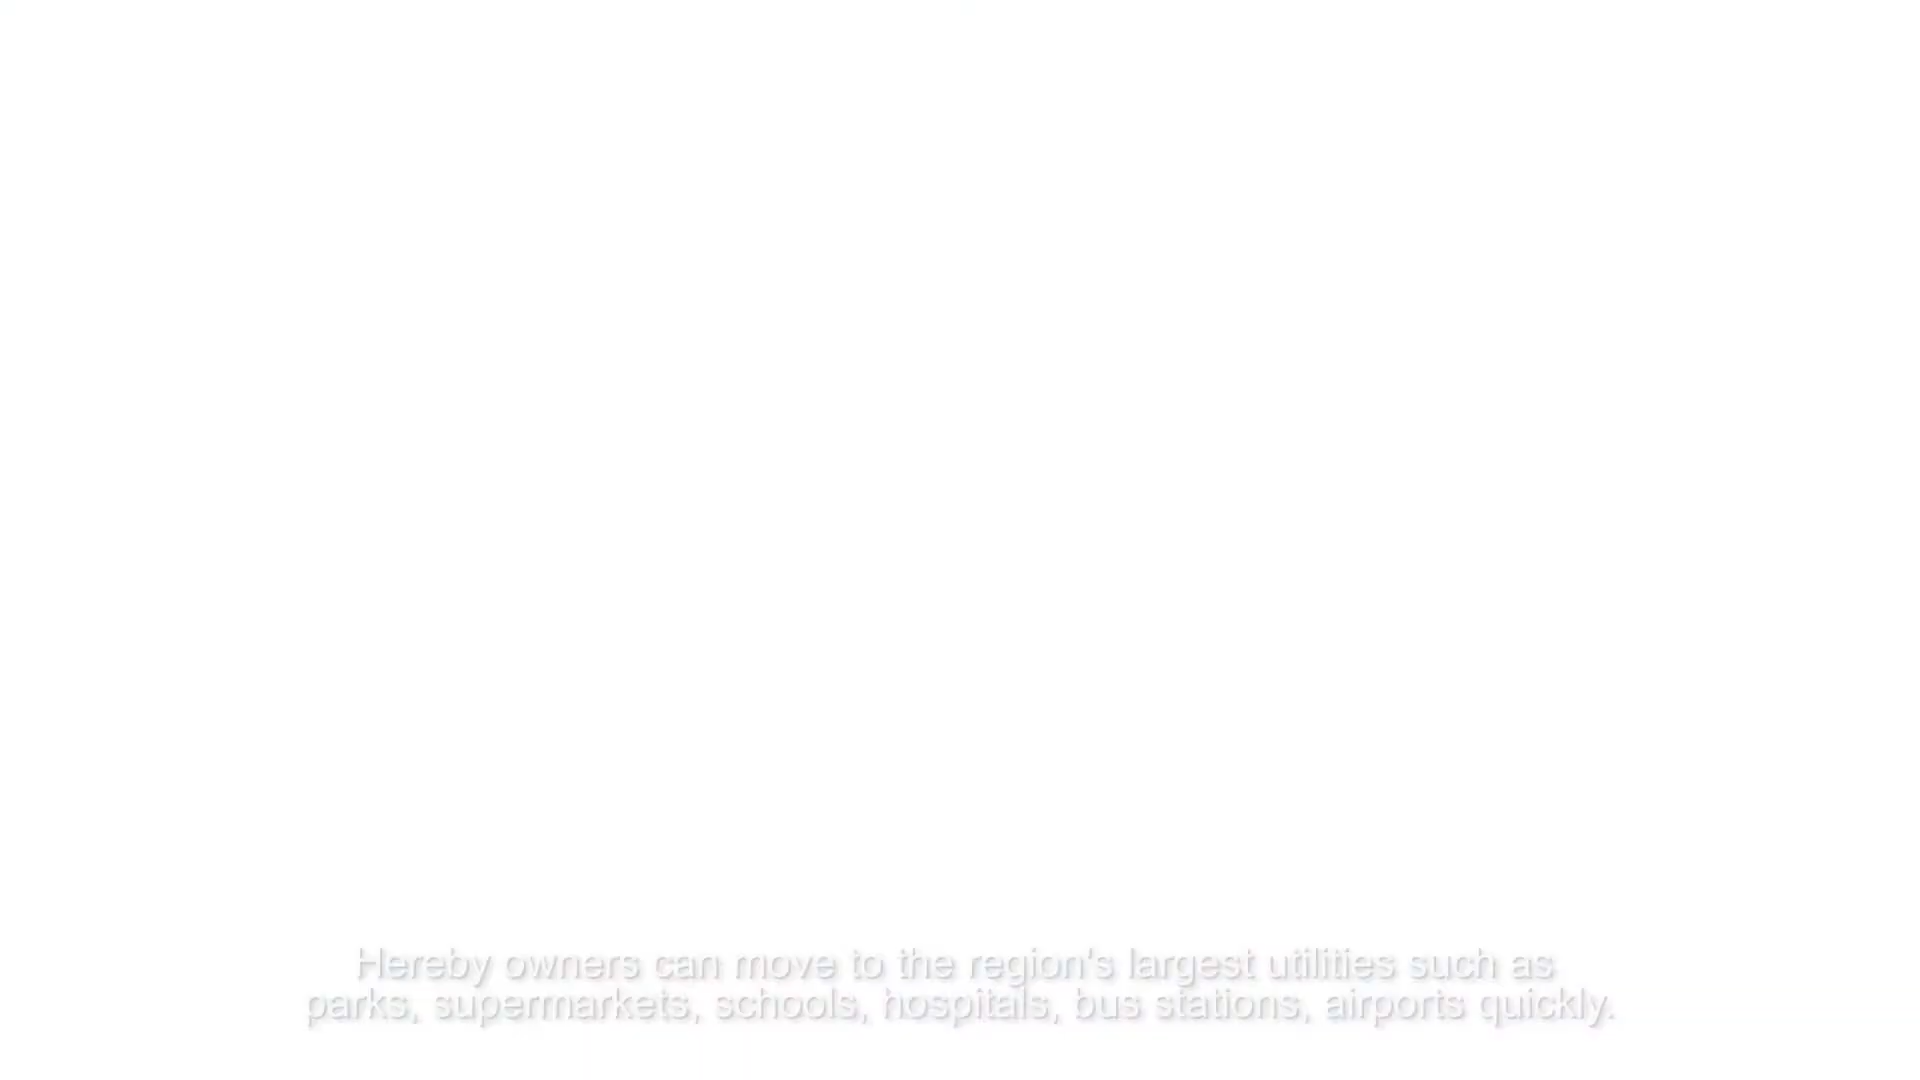 Hereby owners can move to the region's largest utilities such as
parks, supermarkets, schools, hospitals, bus stations, airports quickly.